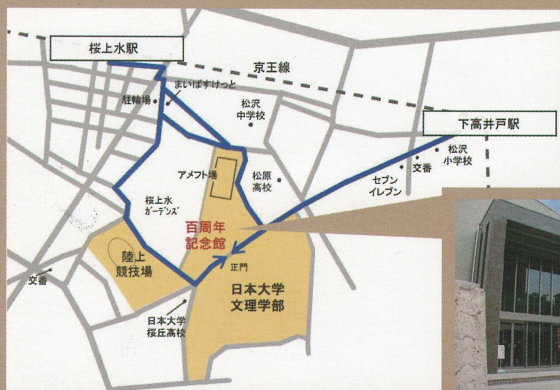 桜上水駅
京王線
まいばすけっと
駐輪場
松沢
中学校
下高井戸駅
松沢
小学校
交番
セブン
イレブン
アメフト場
松原
高校
桜上水
ガーデンズ
百周年
記念館
陸上
競技場
正門
日本大学
文理学部
交番
日本大学
桜丘高校